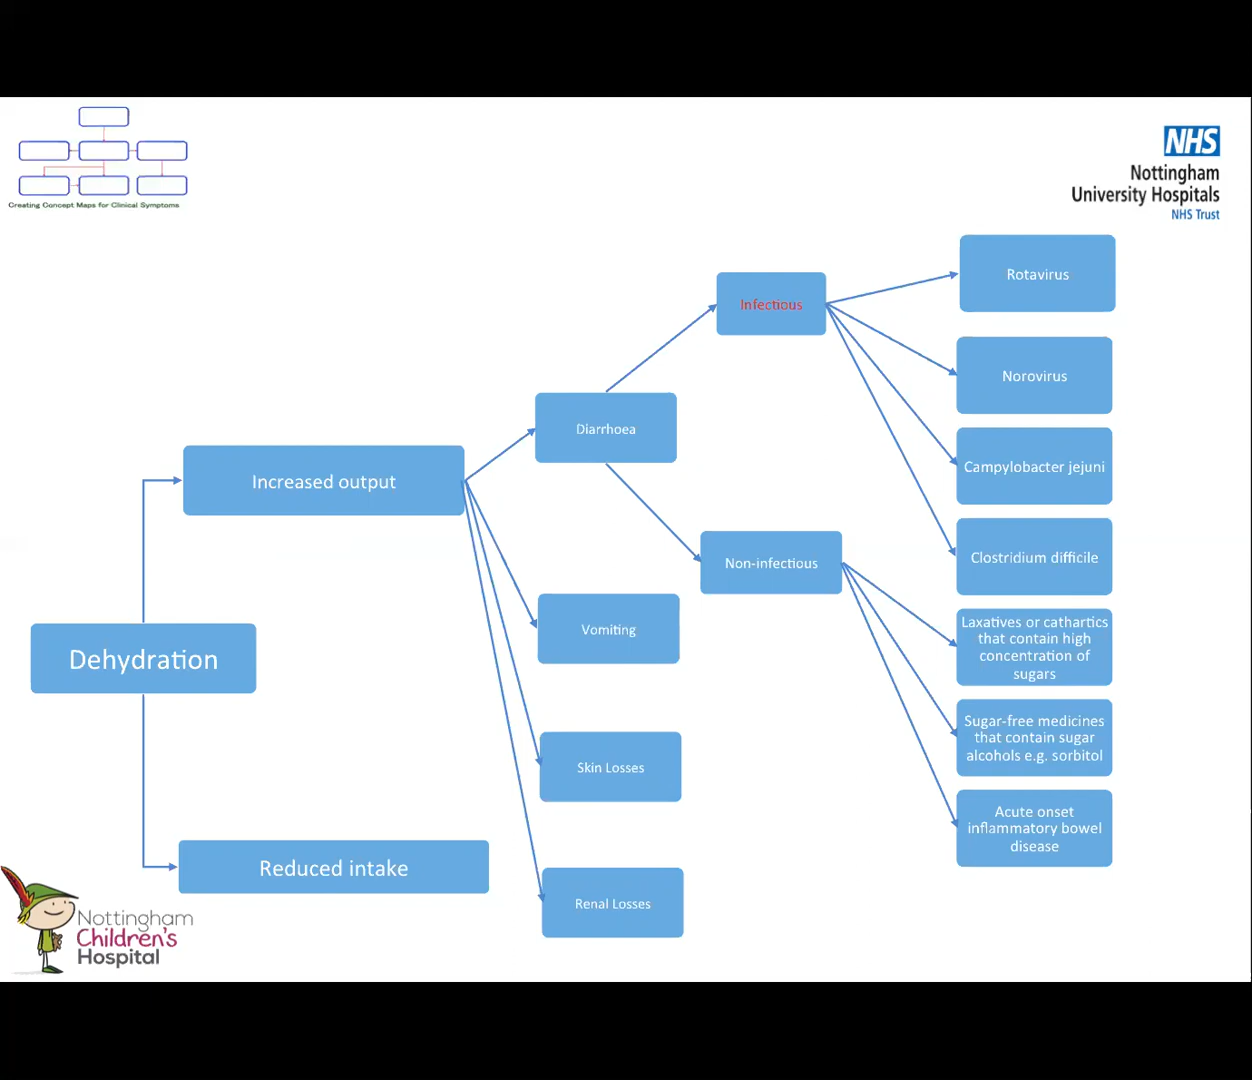 Creating Concept Maps for Clinical Symptoms
NHS
Nottingham
University Hospitals
NHS Trust
Rotavirus
Infectious
Norovirus
Diarrhoea
Campylobacter jejuni
Increased output
Clostridium difficile
Non-infectious
Vomiting
Laxatives or cathartics
that contain high
concentration of
sugars
Dehydration
Sugar-free medicines
that contain sugar
alcohols e.g. sorbitol
Skin Losses
Acute onset
inflammatory bowel
disease
Reduced intake
Renal Losses
Nottingham
Children's
Hospital